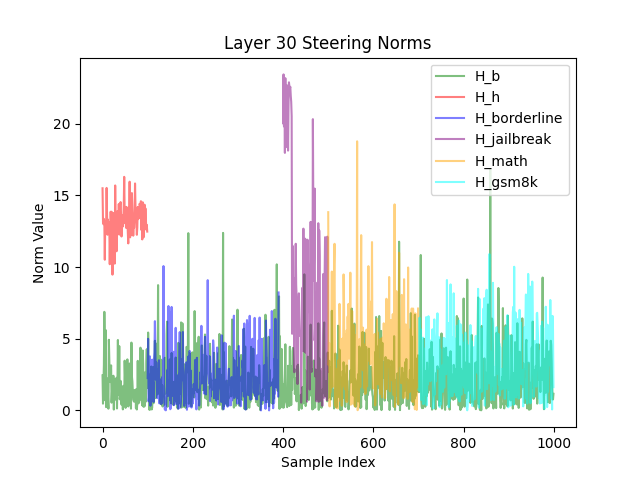 Layer 30 Steering Norms
Norm Value
20
15
10
5
0
H_b
H_h
H_borderline
H_jailbreak
H_math
H_gsm8k
0 200 400 600 800 1000
Sample Index